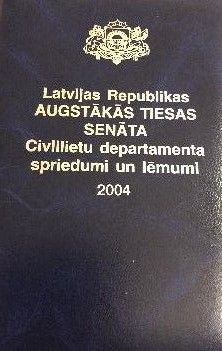 Latvijas Republikas
AUGSTĀKĀS TIESAS
SENĀTA
Civillietu departamenta
spriedumi un lēmumi
2004